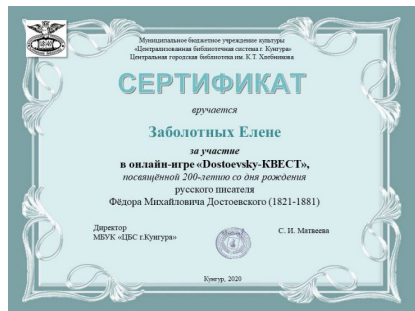 Муниципальное бюджетное учреждение культуры
«Централизованная библиотечная система г. Кунгура»
Центральная городская библиотека им. К.Т. Хлебникова
СЕРТИФИКАТ
вручается
Заболотных Елене
за участие
в онлайн-игре «Dostoevsky-КВЕСТ»,
посвящённой 200-летию со дня рождения
русского писателя
Фёдора Михайловича Достоевского (1821-1881)
Директор
МБУК «ЦБС г.Кунгура»
С. И. Матвеева
Кунгур, 2020